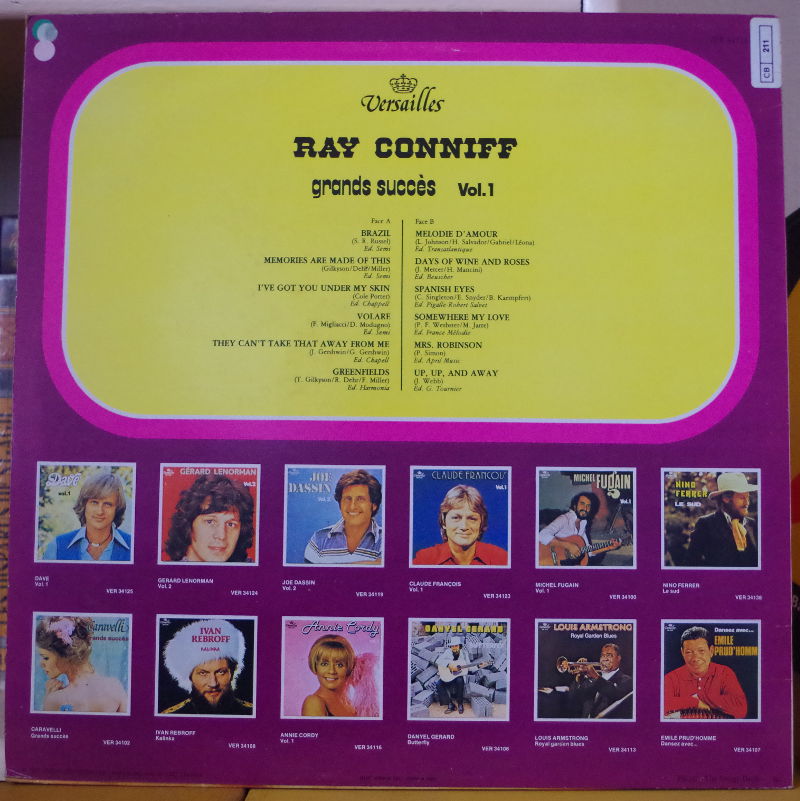 CB 211
Versailles
RAY CONNIFF
grands succès Vol.1
Face A
BRAZIL
(S. R. Russel)
Ed. Semi
MEMORIES ARE MADE OF THIS
(Gilkyson/Dehr/Miller)
Ed. Semi
I'VE GOT YOU UNDER MY SKIN
(Cole Porter)
Ed. Chappell
VOLARE
(F. Migliacci/D. Modugno)
Ed. Semi
THEY CAN'T TAKE THAT AWAY FROM ME
(J. Gershwin/G. Gershwin)
Ed. Chapell
GREENFIELDS
(T. Gilkyson/R. Dehr/F. Miller)
Ed. Harmonia
Face B
MELODIE D'AMOUR
(L. Johnson/H. Salvador/Gabriel/Léona)
Ed. Transatlantique
DAYS OF WINE AND ROSES
(J. Mercer/H. Mancini)
Ed. Beuscher
SPANISH EYES
(C. Singleton/E. Snyder/B. Kaempfert)
Ed. Pigalle Robert Salvet
SOMEWHERE MY LOVE
(P. F. Webster/M. Jarre)
Ed. France Mélodie
MRS. ROBINSON
(P. Simon)
Ed. April Music
UP, UP, AND AWAY
(J. Webb)
Ed. G. Tournier
Dave
vol.1
GÉRARD LENORMAN
Vol.2
JOE DASSIN
Vol. 2
CLAUDE FRANÇOIS
Vol.1
MICHEL FUGAIN
Vol.1
NINO FERRER
LE SUD
DAVE
Vol. 1
VER 34125
GERARD LENORMAN
Vol. 2
VER 34124
JOE DASSIN
Vol. 2
VER 34119
CLAUDE FRANÇOIS
Vol. 1
VER 34123
MICHEL FUGAIN
Vol. 1
VER 34100
NINO FERRER
Le sud
VER 34138
Caravelli
grands succès
IVAN REBROFF
KALINKA
Annie Cordy
DANYEL GERARD
LOUIS ARMSTRONG
Royal Garden Blues
Dansez avec...
EMILE PRUD'HOMM
CARAVELLI
Grands succès
VER 34102
IVAN REBROFF
Kalinka
VER 34108
ANNIE CORDY
Vol. 1
VER 34116
DANYEL GERARD
Butterfly
VER 34106
LOUIS ARMSTRONG
Royal garden blues
VER 34113
EMILE PRUD'HOMME
Dansez avec...
VER 34107